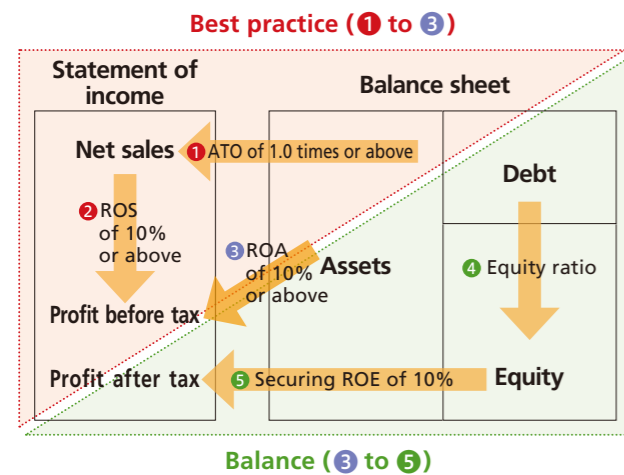 Best practice (❶ to ❸)
Statement of
income
Balance sheet
Net sales
❶ ATO of 1.0 times or above
Debt
❷ ROS
of 10%
or above
❸ ROA
of 10%
or above
Assets
❹ Equity ratio
Profit before tax
Profit after tax
❺ Securing ROE of 10%
Equity
Balance (❸ to ❺)